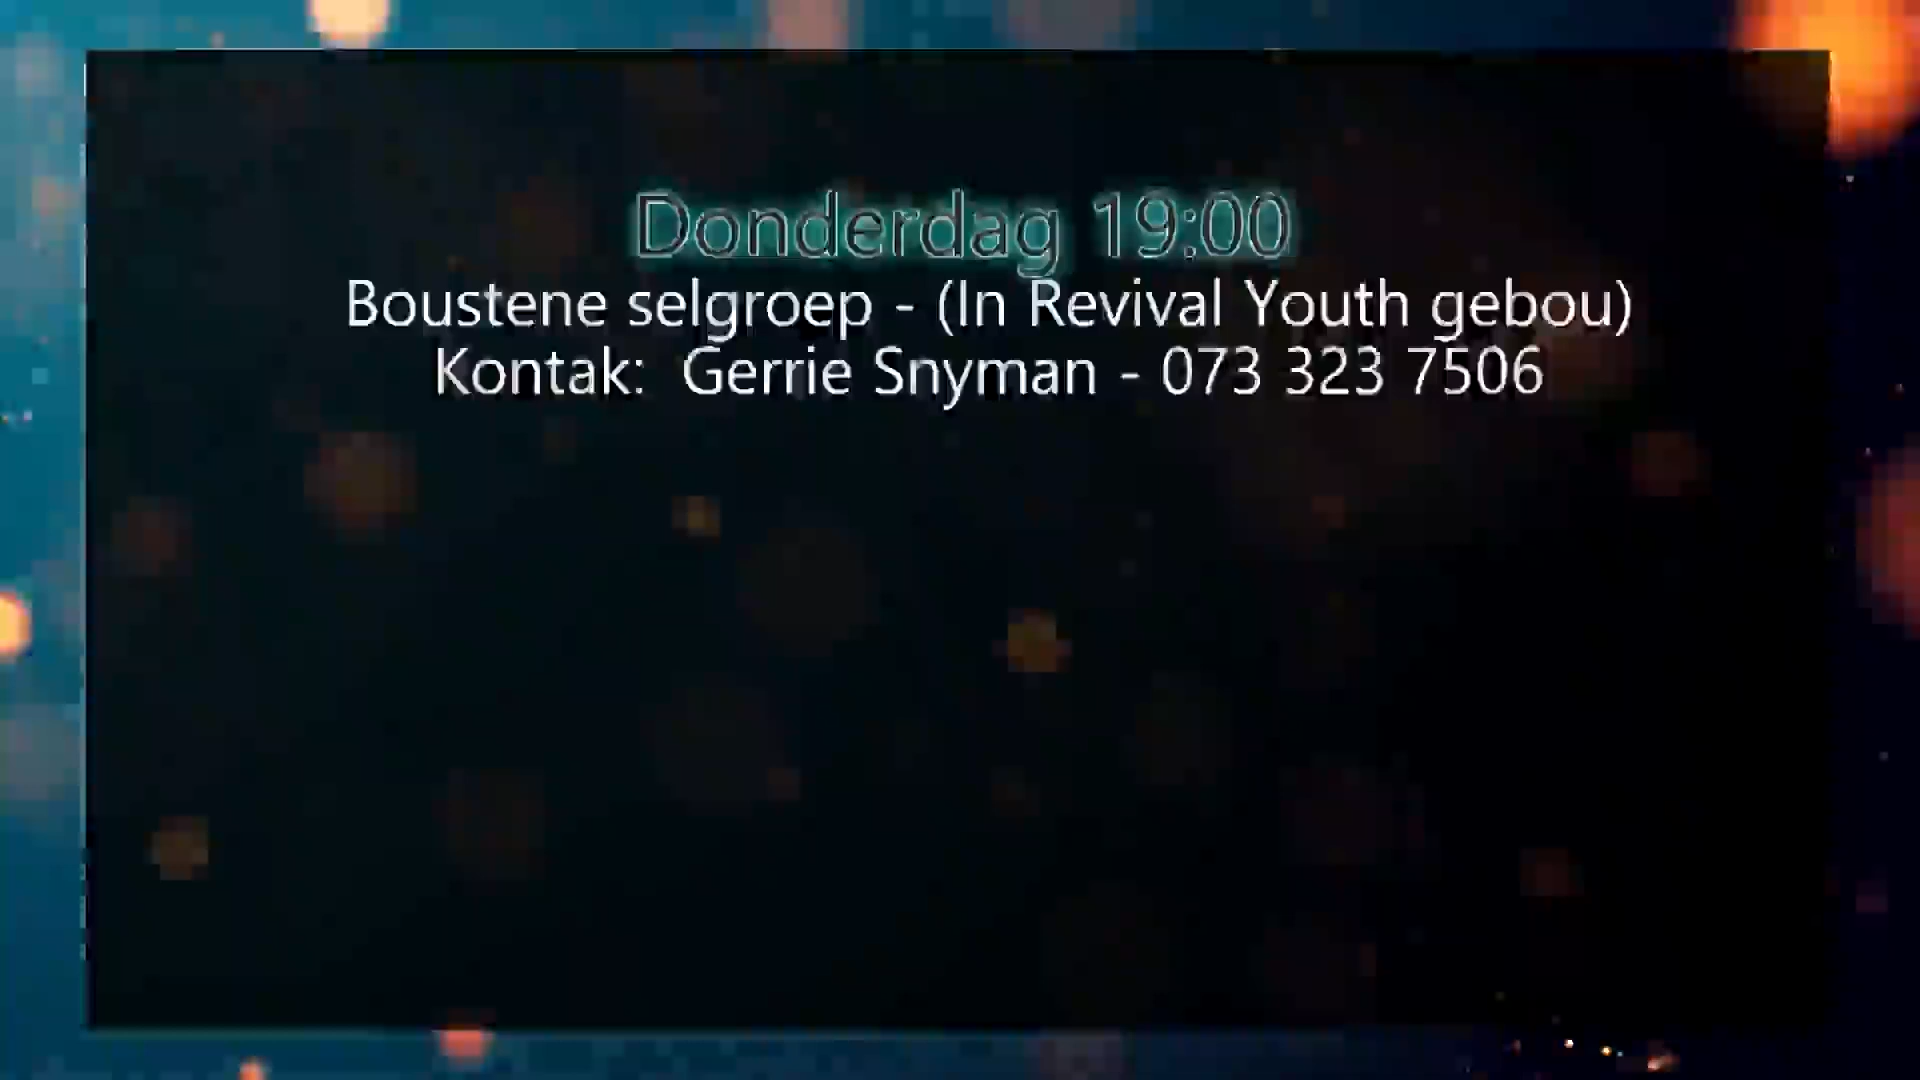 Donderdag 19:00
Boustene selgroep - (In Revival Youth gebou)
Kontak:  Gerrie Snyman - 073 323 7506